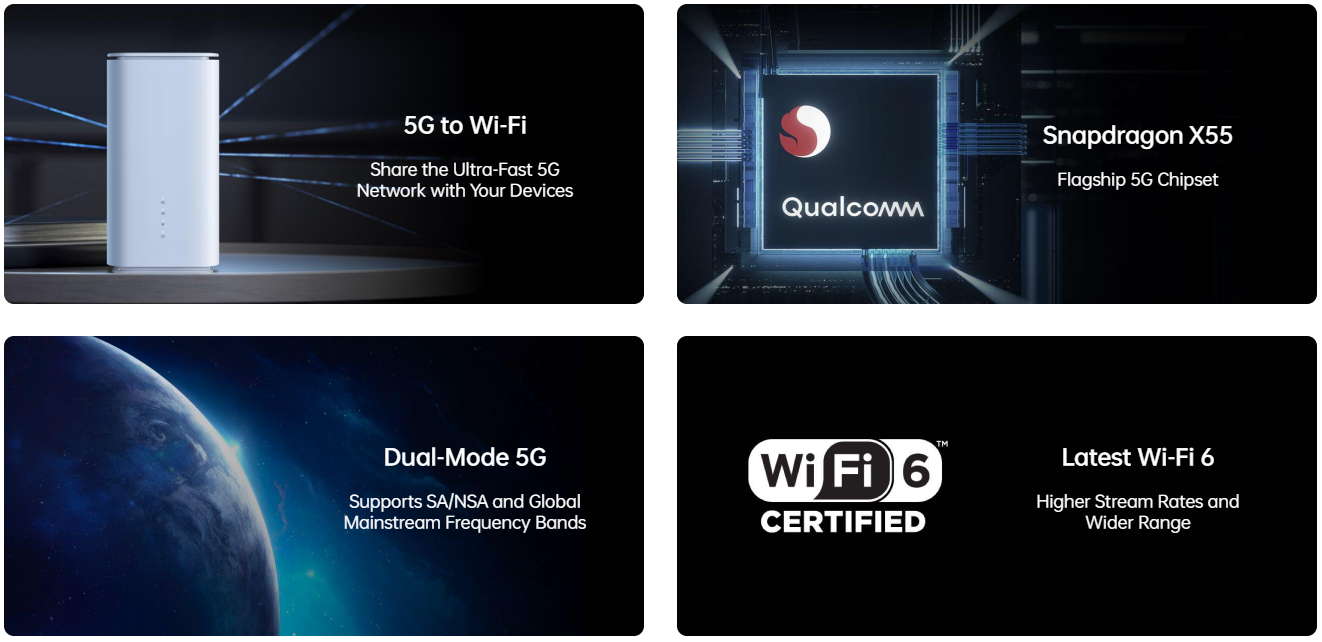 5G to Wi-Fi
Share the Ultra-Fast 5G
Network with Your Devices
Qualcomm
Snapdragon X55
Flagship 5G Chipset
Dual-Mode 5G
Supports SA/NSA and Global
Mainstream Frequency Bands
Wi Fi 6 ™
CERTIFIED
Latest Wi-Fi 6
Higher Stream Rates and
Wider Range